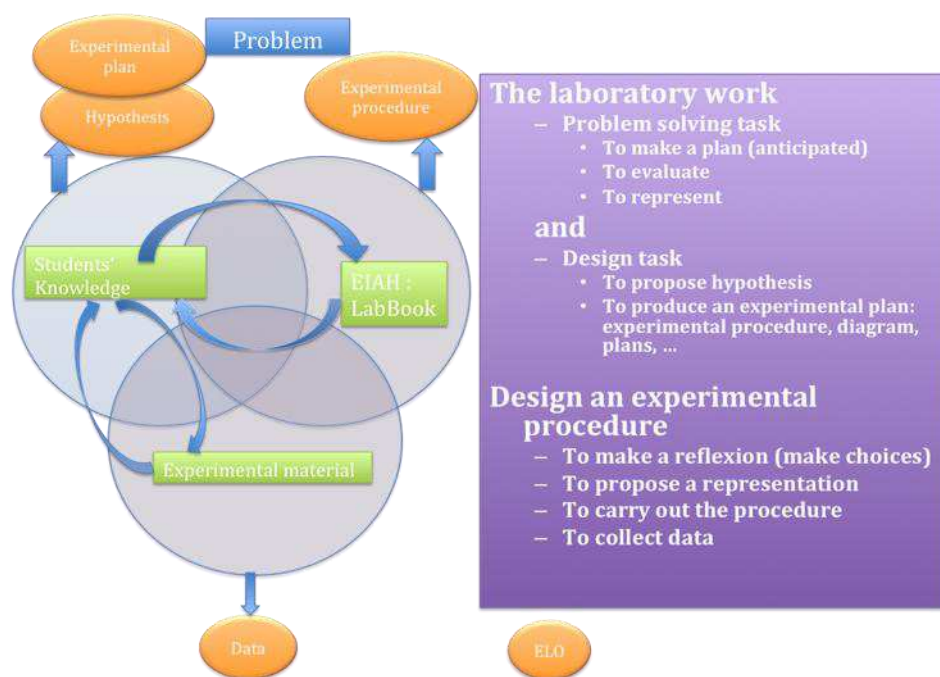 Experimental
plan
Problem
Hypothesis
Experimental
procedure
Students'
Knowledge
EIAH :
LabBook
Experimental material
Data
ELO
The laboratory work
– Problem solving task
• To make a plan (anticipated)
• To evaluate
• To represent
and
– Design task
• To propose hypothesis
• To produce an experimental plan:
experimental procedure, diagram,
plans, ...
Design an experimental
procedure
– To make a reflexion (make choices)
– To propose a representation
– To carry out the procedure
– To collect data